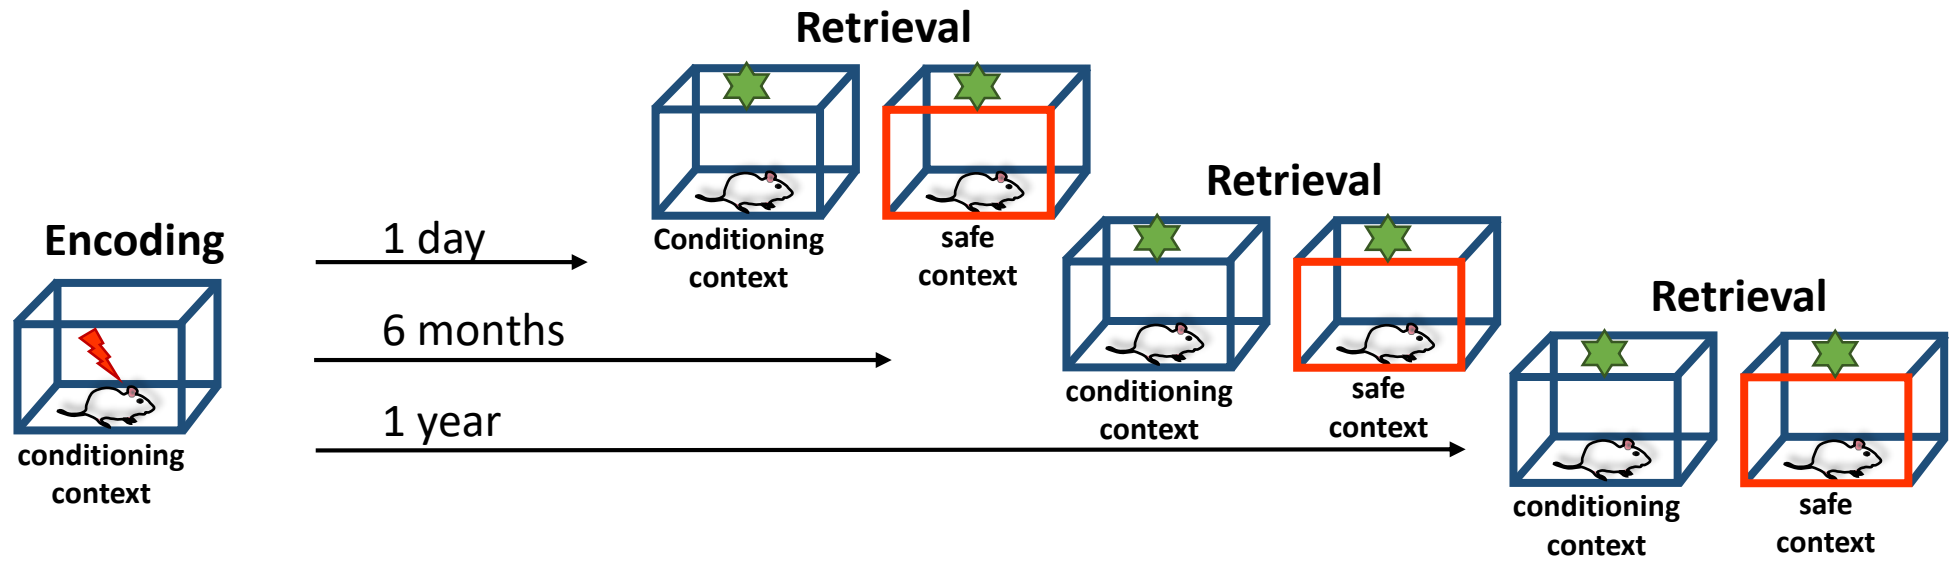 Encoding
conditioning
context
1 day
6 months
1 year
Retrieval
Conditioning
context
safe
context
Retrieval
conditioning
context
safe
context
Retrieval
conditioning
context
safe
context